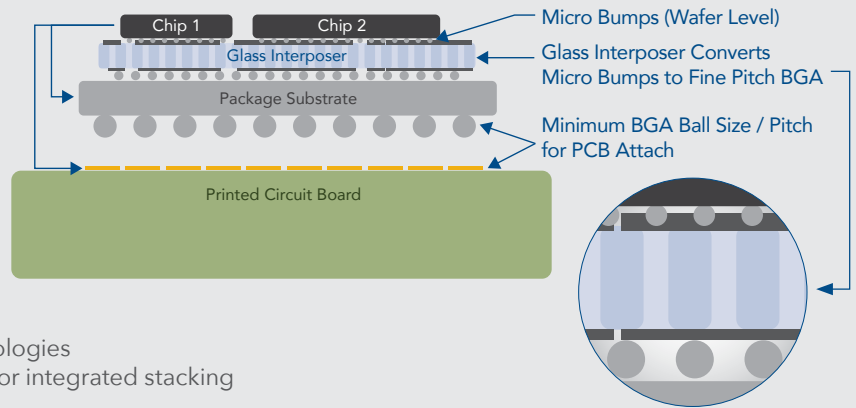 Chip 1
Chip 2
Micro Bumps (Wafer Level)
Glass Interposer
Glass Interposer Converts
Micro Bumps to Fine Pitch BGA
Package Substrate
Minimum BGA Ball Size / Pitch
for PCB Attach
Printed Circuit Board
or integrated stacking